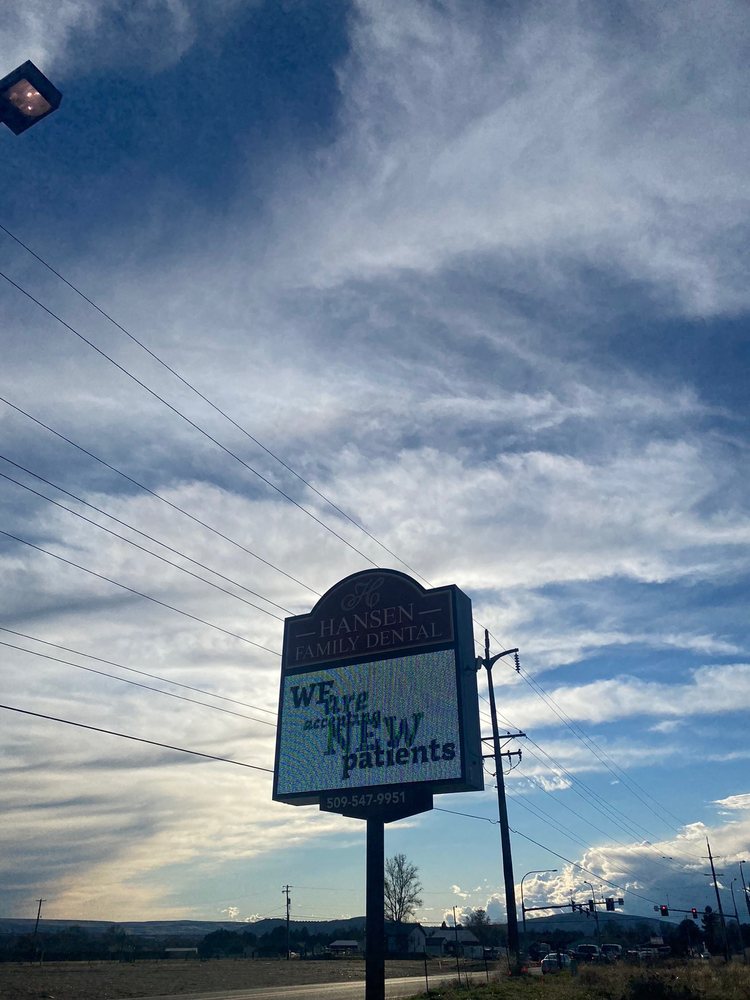 H
HANSEN
FAMILY DENTAL
WE
are
accepting
NEW
patients
509-547-9951